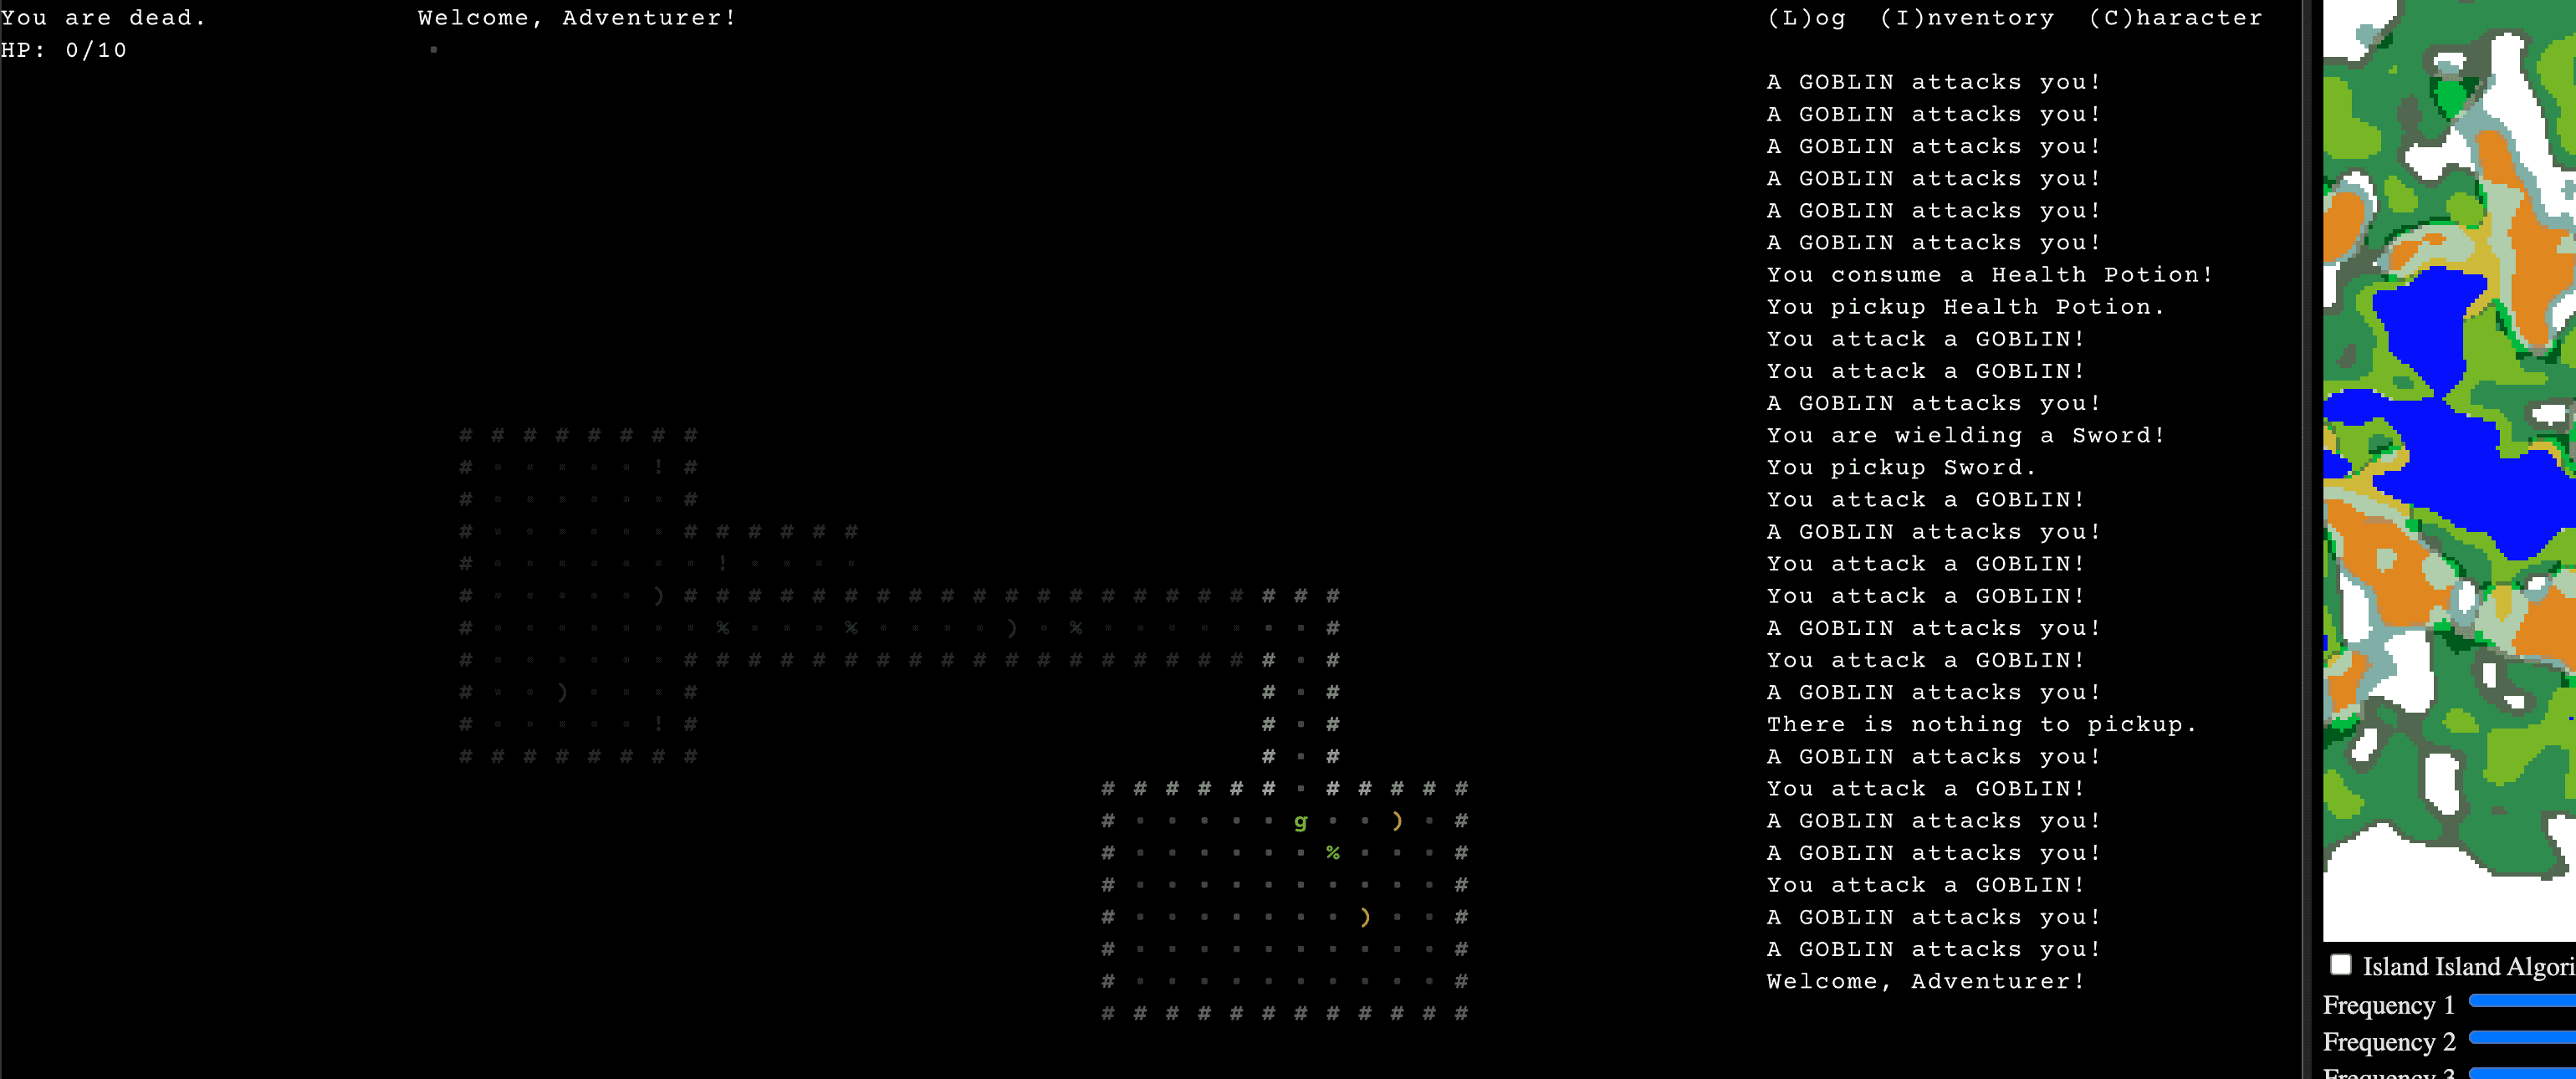 You are dead.
Welcome, Adventurer!
(L)og (I)nventory (C)haracter
HP: 0/10
A GOBLIN attacks you!
A GOBLIN attacks you!
A GOBLIN attacks you!
A GOBLIN attacks you!
A GOBLIN attacks you!
A GOBLIN attacks you!
You consume a Health Potion!
You pickup Health Potion.
You attack a GOBLIN!
You attack a GOBLIN!
A GOBLIN attacks you!
You are wielding a Sword!
You pickup Sword.
You attack a GOBLIN!
A GOBLIN attacks you!
You attack a GOBLIN!
You attack a GOBLIN!
A GOBLIN attacks you!
You attack a GOBLIN!
A GOBLIN attacks you!
There is nothing to pickup.
A GOBLIN attacks you!
You attack a GOBLIN!
A GOBLIN attacks you!
A GOBLIN attacks you!
You attack a GOBLIN!
A GOBLIN attacks you!
A GOBLIN attacks you!
Welcome, Adventurer!
Island Island Algori
Frequency 1
Frequency 2
Frequency 3